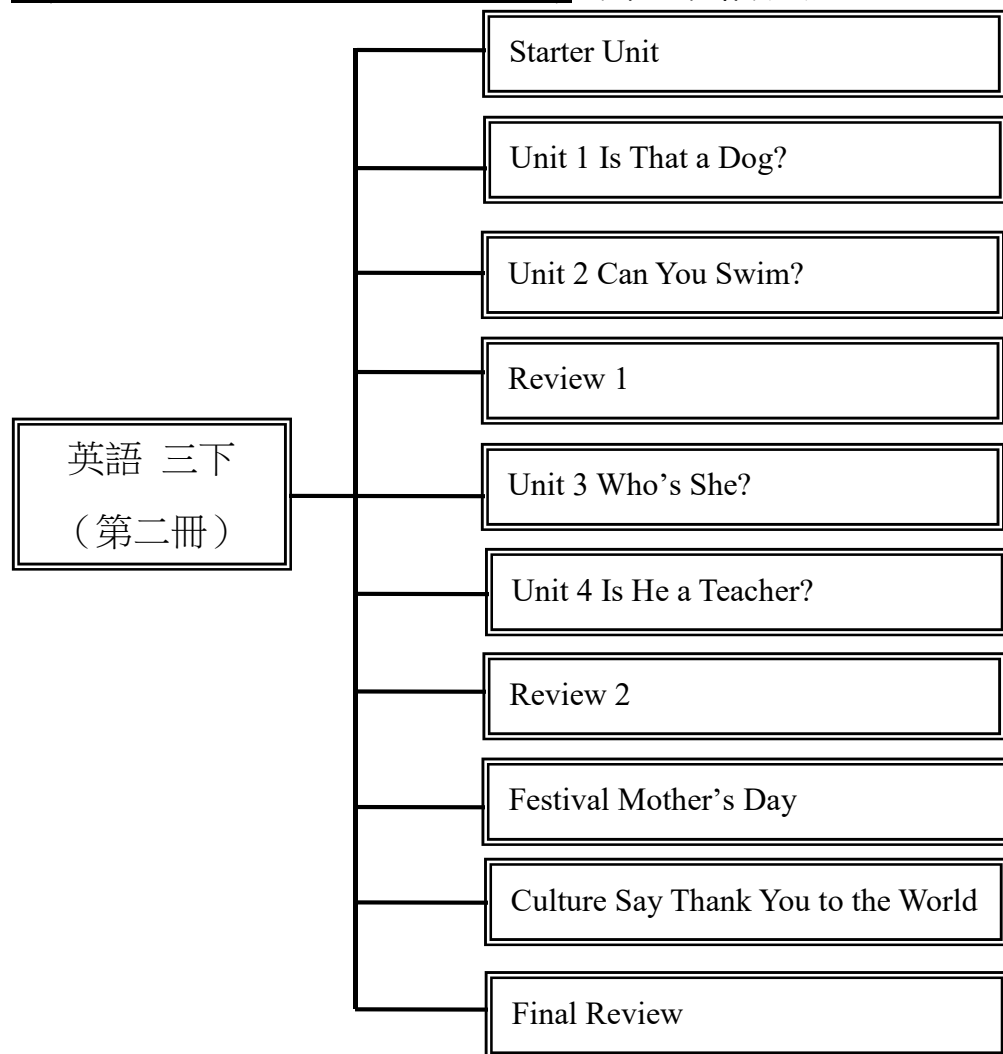 Starter Unit
Unit 1 Is That a Dog?
Unit 2 Can You Swim?
Review 1
英語 三下
（第二冊）
Unit 3 Who’s She?
Unit 4 Is He a Teacher?
Review 2
Festival Mother’s Day
Culture Say Thank You to the World
Final Review